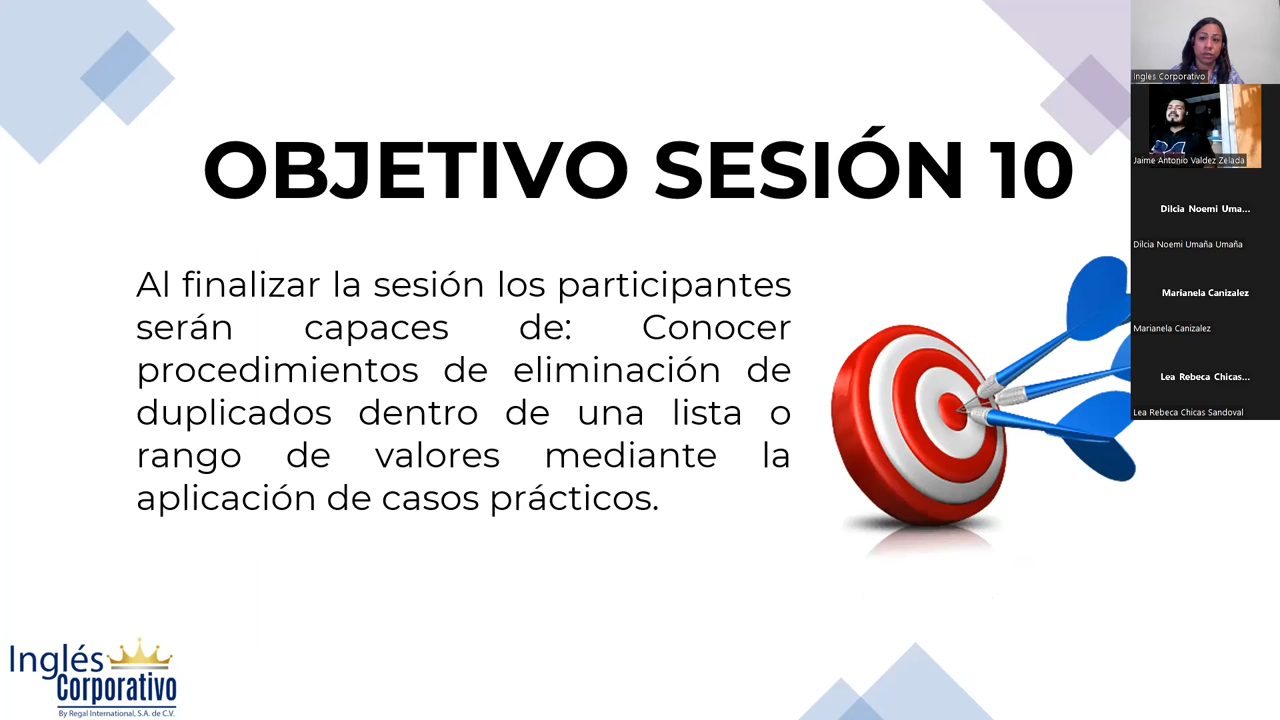 OBJETIVO SESIÓN 10
Al finalizar la sesión los participantes
serán capaces de: Conocer
procedimientos de eliminación de
duplicados dentro de una lista o
rango de valores mediante la
aplicación de casos prácticos.
Inglés
Corporativo
By Regal International, S.A. de C.V.
Ingles Corporativo
Jaime Antonio Valdez Zelada
Dilcia Noemi Uma...
Dilcia Noemi Umaña Umaña
Marianela Canizalez
Marianela Canizalez
Lea Rebeca Chicas...
Lea Rebeca Chicas Sandoval